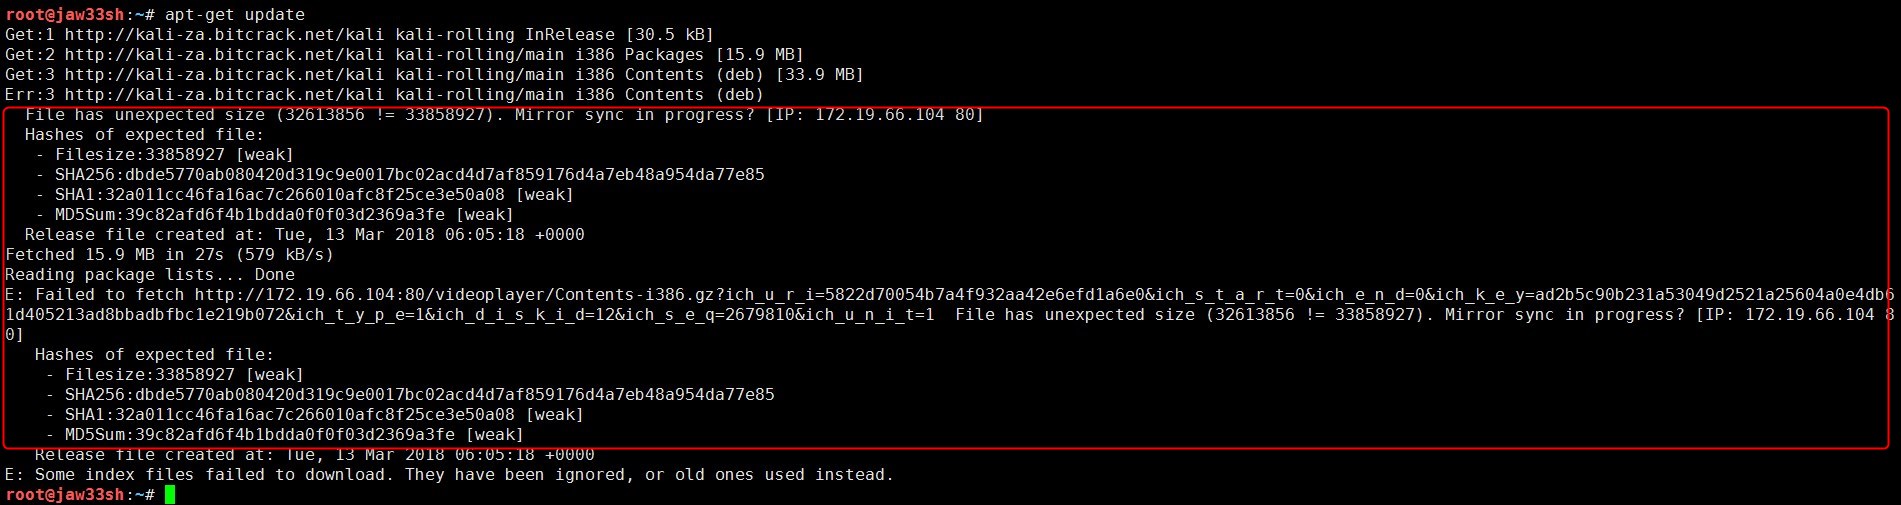 root@jaw33sh:~# apt-get update
Get:1 http://kali-za.bitcrack.net/kali kali-rolling InRelease [30.5 kB]
Get:2 http://kali-za.bitcrack.net/kali kali-rolling/main i386 Packages [15.9 MB]
Get:3 http://kali-za.bitcrack.net/kali kali-rolling/main i386 Contents (deb) [33.9 MB]
Err:3 http://kali-za.bitcrack.net/kali kali-rolling/main i386 Contents (deb)
  File has unexpected size (32613856 != 33858927). Mirror sync in progress? [IP: 172.19.66.104 80]
  Hashes of expected file:
   - Filesize:33858927 [weak]
   - SHA256:dbde5770ab080420d319c9e0017bc02acd4d7af859176d4a7eb48a954da77e85
   - SHA1:32a011cc46fa16ac7c266010afc8f25ce3e50a08 [weak]
   - MD5Sum:39c82afd6f4b1bdda0f0f03d2369a3fe [weak]
  Release file created at: Tue, 13 Mar 2018 06:05:18 +0000
Fetched 15.9 MB in 27s (579 kB/s)
Reading package lists... Done
E: Failed to fetch http://172.19.66.104:80/videoplayer/Contents-i386.gz?ich_u_r_i=5822d70054b7a4f932aa42e6efd1a6e0&ich_s_t_a_r_t=0&ich_e_n_d=0&ich_k_e_y=ad2b5c90b231a53049d2521a25604a0e4db6
1d405213ad8bbadbfbc1e219b072&ich_t_y_p_e=1&ich_d_i_s_k_i_d=12&ich_s_e_q=2679810&ich_u_n_i_t=1  File has unexpected size (32613856 != 33858927). Mirror sync in progress? [IP: 172.19.66.104 8
0]
   Hashes of expected file:
    - Filesize:33858927 [weak]
    - SHA256:dbde5770ab080420d319c9e0017bc02acd4d7af859176d4a7eb48a954da77e85
    - SHA1:32a011cc46fa16ac7c266010afc8f25ce3e50a08 [weak]
    - MD5Sum:39c82afd6f4b1bdda0f0f03d2369a3fe [weak]
   Release file created at: Tue, 13 Mar 2018 06:05:18 +0000
E: Some index files failed to download. They have been ignored, or old ones used instead.
root@jaw33sh:~#